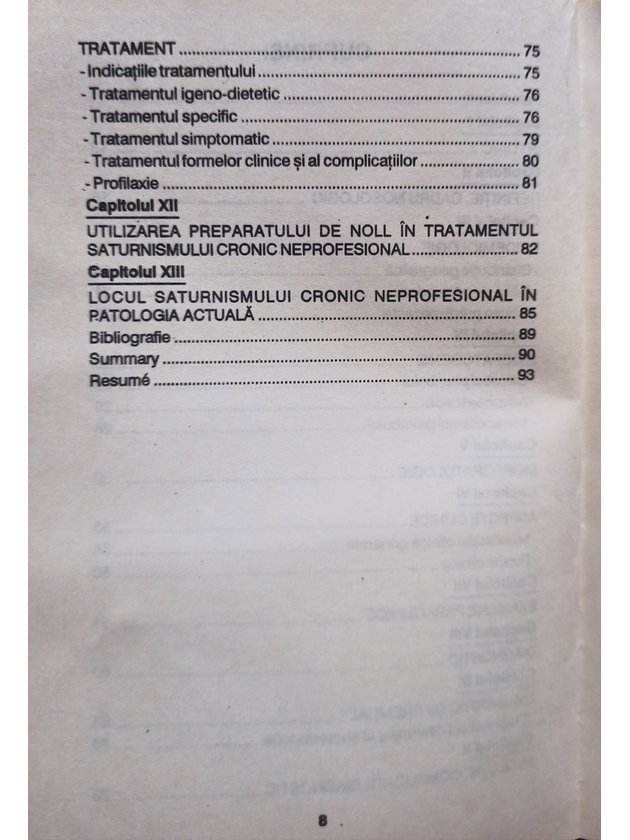 TRATAMENT ........ 75
- Indicațiile tratamentului ........ 75
- Tratamentul igeno-dietetic ........ 76
- Tratamentul specific ........ 76
- Tratamentul simptomatic ........ 79
- Tratamentul formelor clinice și al complicațiilor ........ 80
- Profilaxie ........ 81
Capitolul XII
UTILIZAREA PREPARATULUI DE NOLL ÎN TRATAMENTUL
SATURNISMULUI CRONIC NEPROFESIONAL ........ 82
Capitolul XIII
LOCUL SATURNISMULUI CRONIC NEPROFESIONAL ÎN
PATOLOGIA ACTUALĂ ........ 85
Bibliografie ........ 89
Summary ........ 90
Resumé ........ 93
8